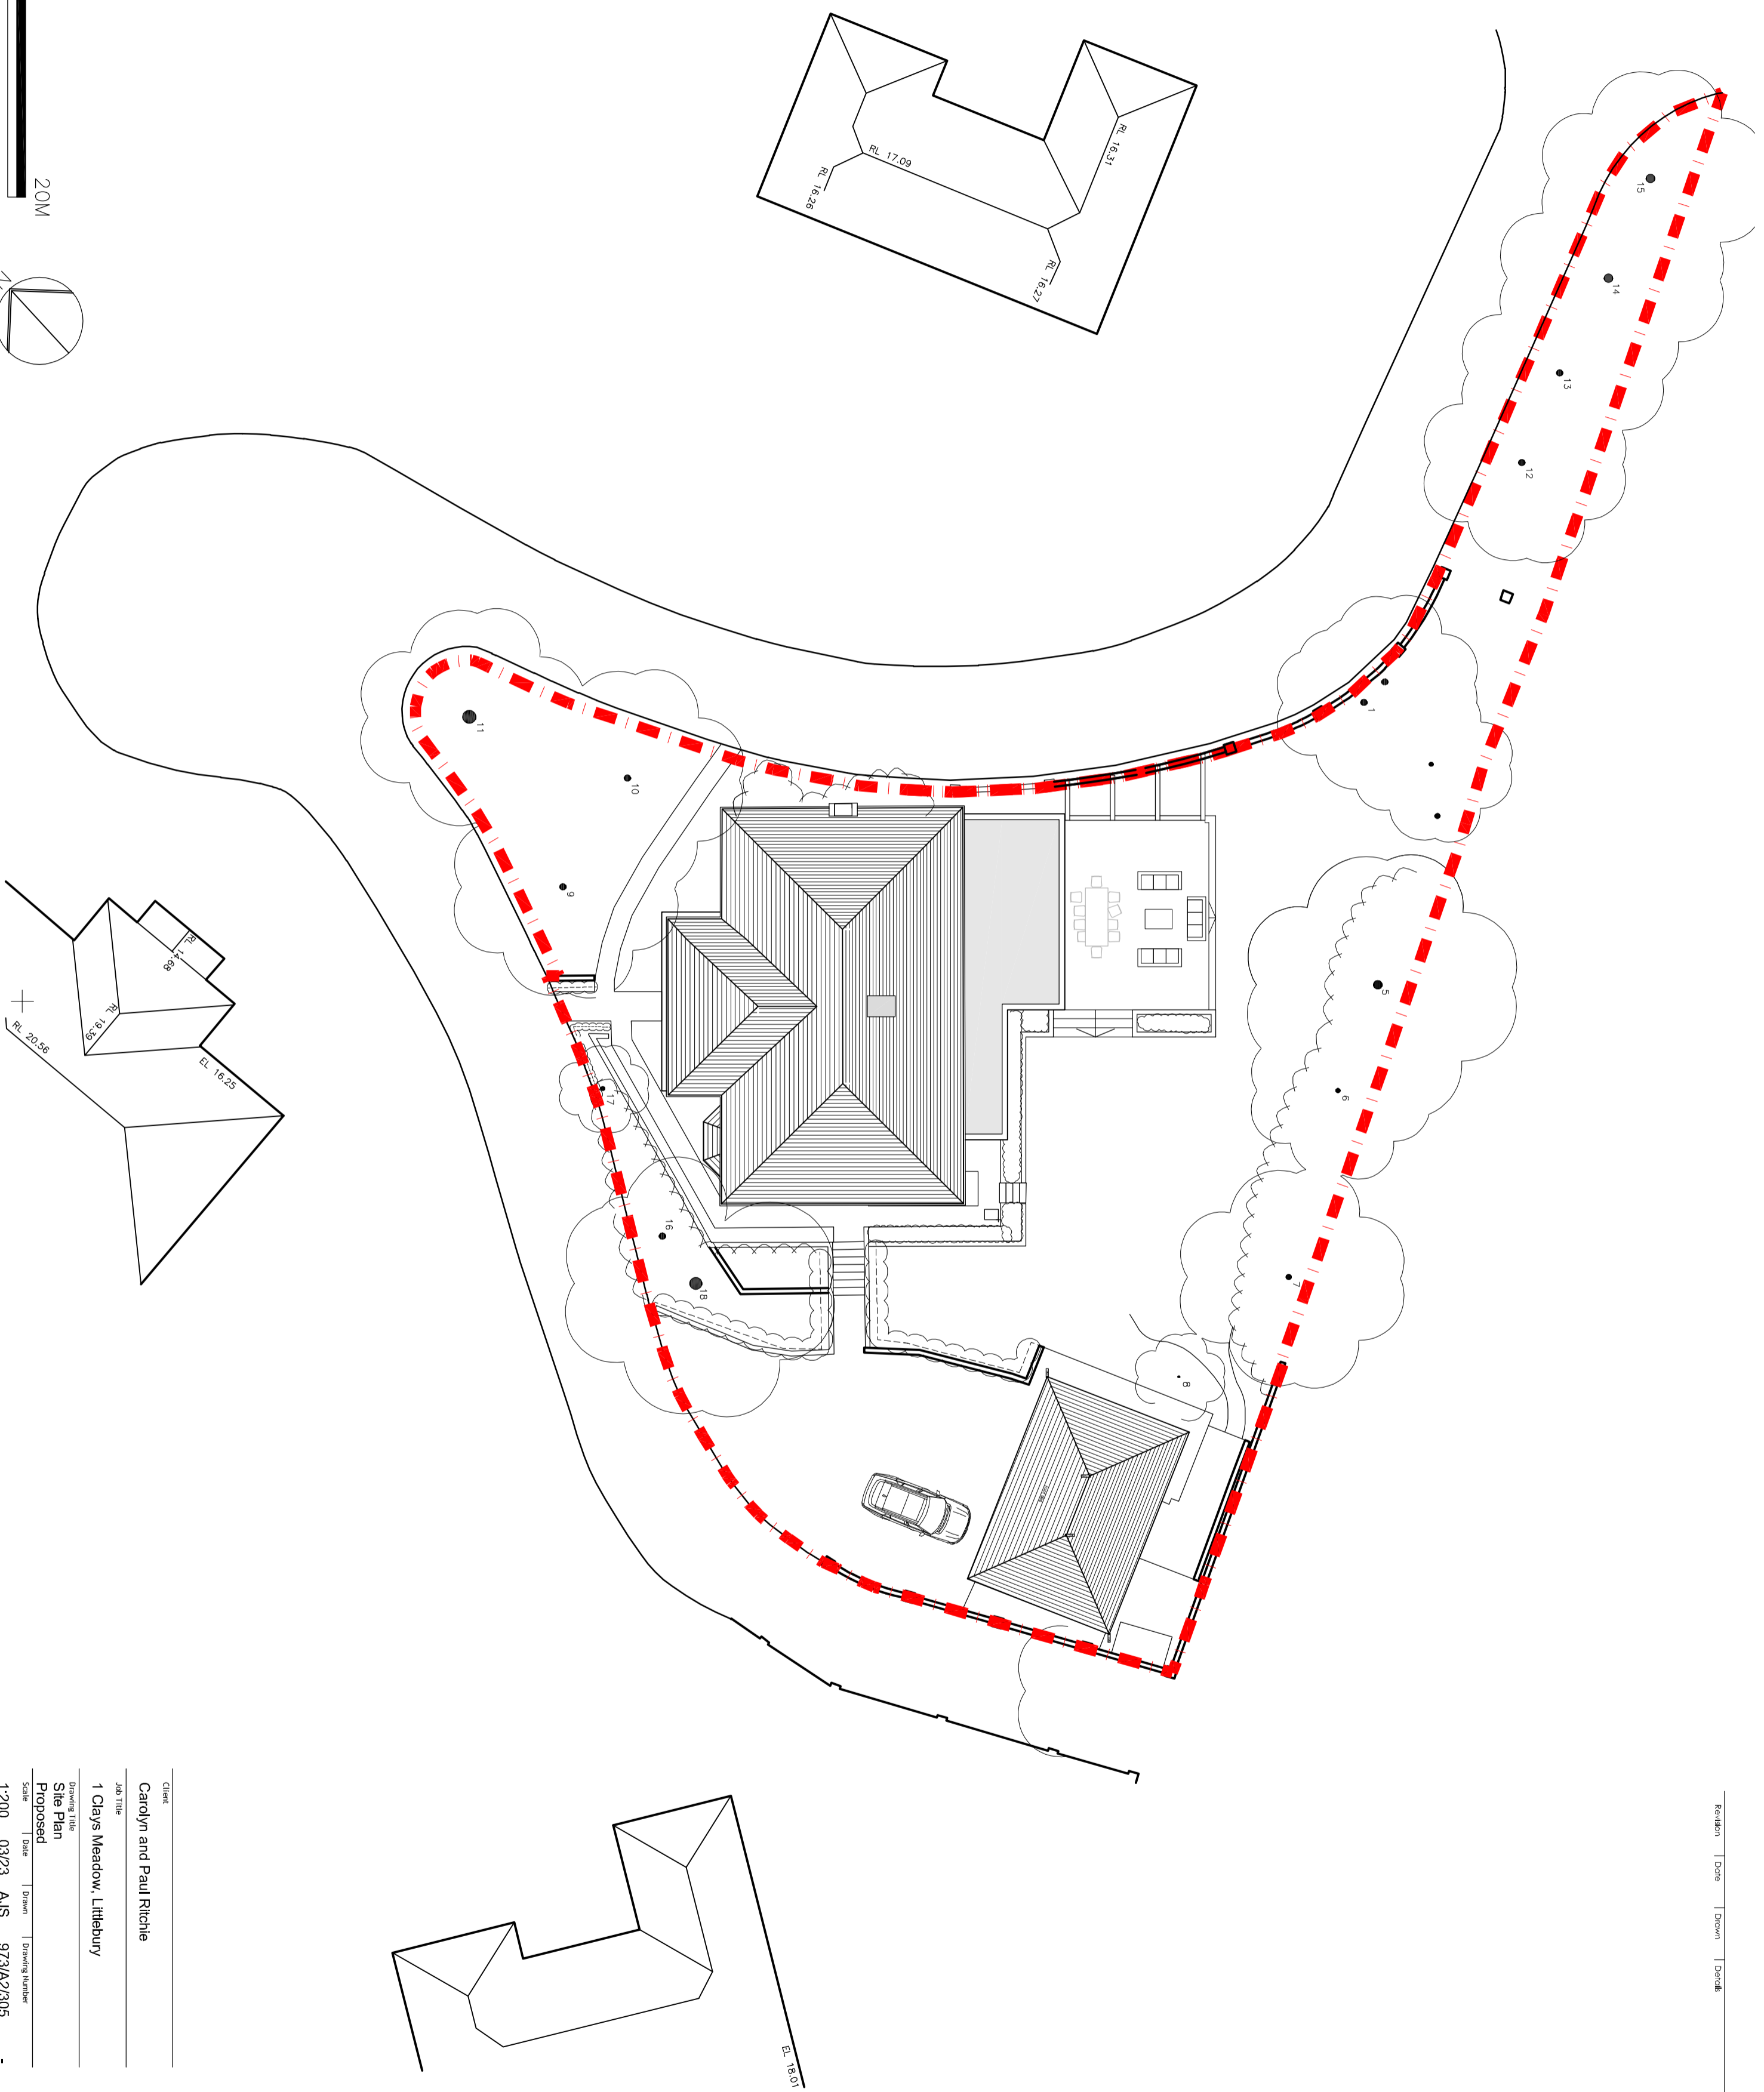 20M
N
RL 16.31
RL 17.09
RL 16.26
RL 16.27
15
14
13
12
1
5
6
7
8
11
10
9
17
16
18
RL 14.68
RL 19.39
RL 20.56
EL 16.25
EL 18.01
Revision Date Drawn Details
Client
Carolyn and Paul Ritchie
Job Title
1 Clays Meadow, Littlebury
Drawing Title
Site Plan
Proposed
Scale Date Drawn Drawing Number
1:200 03/23 AJS 973/A2/305 -